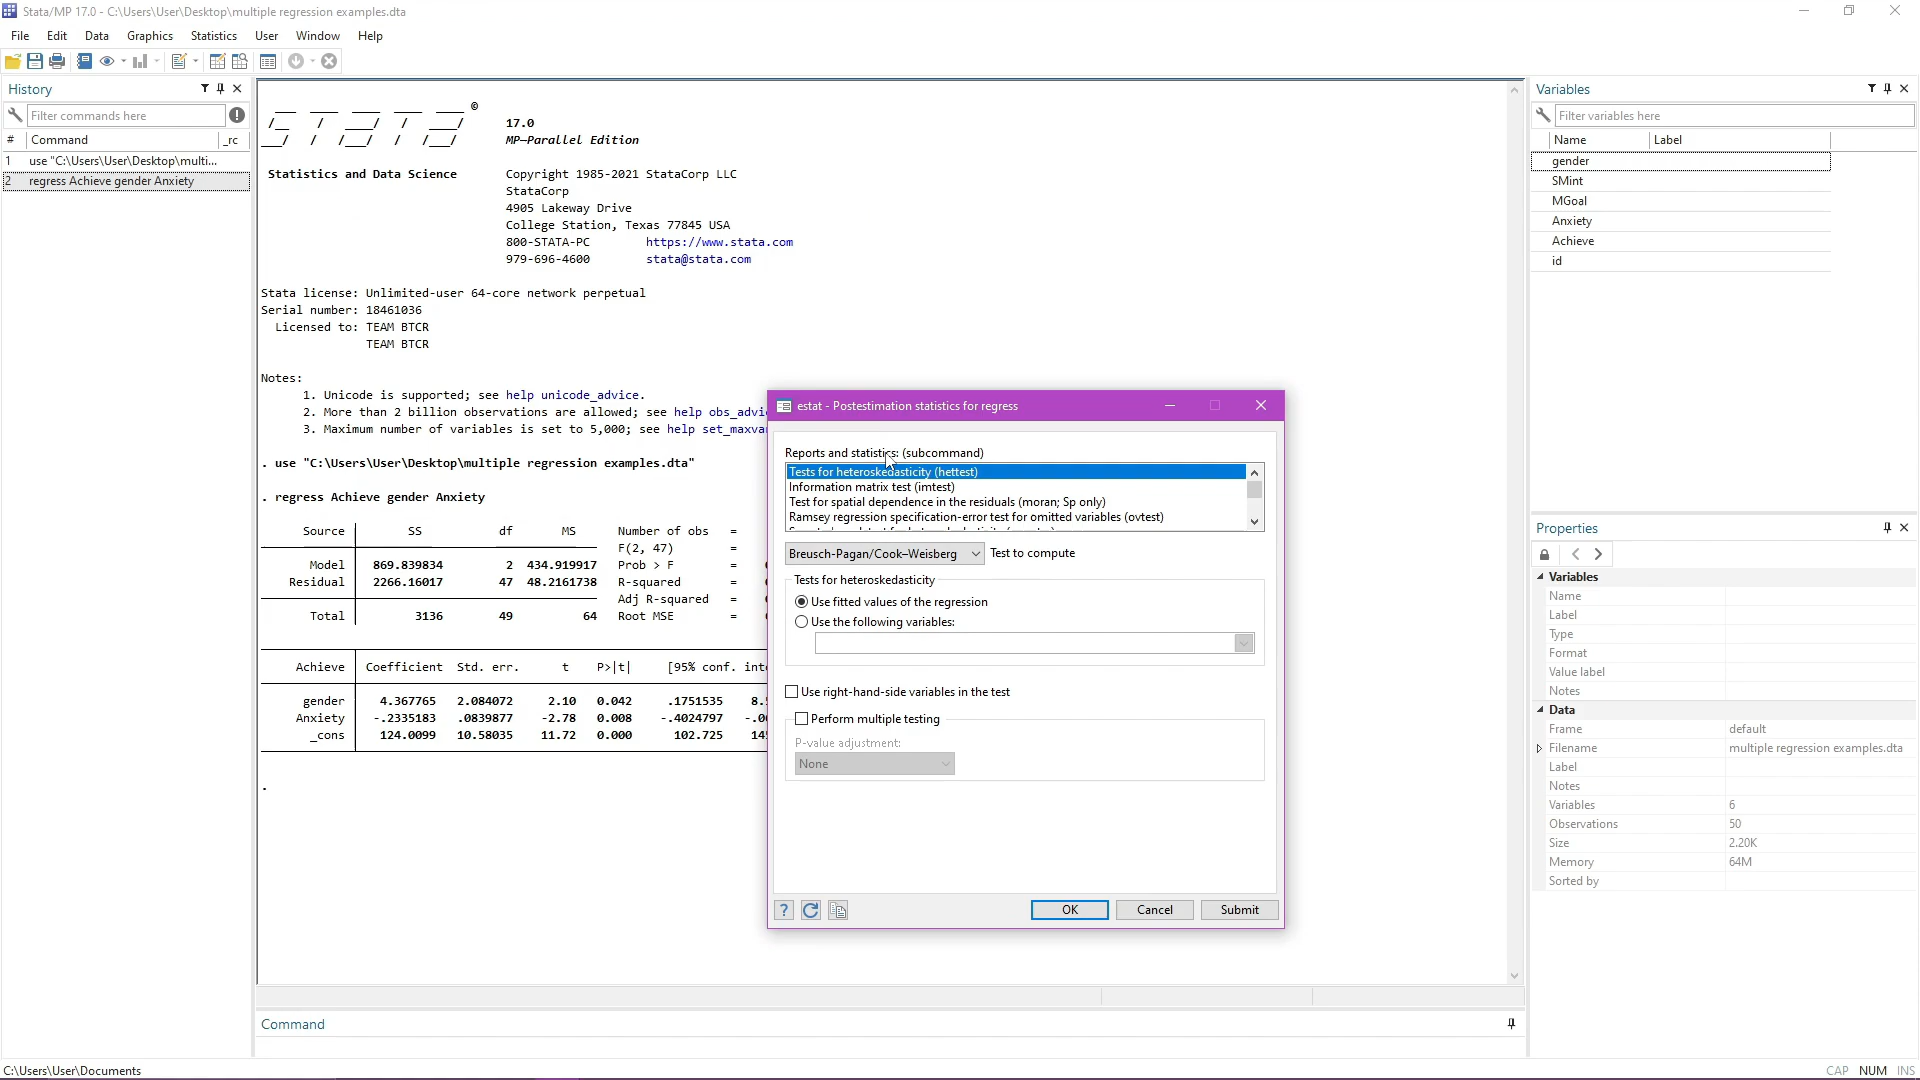 Stata/MP 17.0 - C:\Users\User\Desktop\multiple regression examples.dta
File Edit Data Graphics Statistics User Window Help
History
Filter commands here
# Command _rc
1 use "C:\Users\User\Desktop\multi...
2 regress Achieve gender Anxiety
©
17.0
MP—Parallel Edition
Statistics and Data Science Copyright 1985-2021 StataCorp LLC
StataCorp
4905 Lakeway Drive
College Station, Texas 77845 USA
800-STATA-PC https://www.stata.com
979-696-4600 stata@stata.com
Stata license: Unlimited-user 64-core network perpetual
Serial number: 18461036
Licensed to: TEAM BTCR
TEAM BTCR
Notes:
1. Unicode is supported; see help unicode_advice.
2. More than 2 billion observations are allowed; see help obs_advi
3. Maximum number of variables is set to 5,000; see help set_maxva
. use "C:\Users\User\Desktop\multiple regression examples.dta"
. regress Achieve gender Anxiety
Source SS df MS Number of obs =
F(2, 47) =
Model 869.839834 2 434.919917 Prob > F =
Residual 2266.16017 47 48.2161738 R-squared =
Adj R-squared =
Total 3136 49 64 Root MSE =
Achieve Coefficient Std. err. t P>|t| [95% conf. int
gender 4.367765 2.084072 2.10 0.042 .1751535 8.
Anxiety -.2335183 .0839877 -2.78 0.008 -.4024797 -.0
_cons 124.0099 10.58035 11.72 0.000 102.725 14
.
estat - Postestimation statistics for regress
Reports and statistics: (subcommand)
Tests for heteroskedasticity (hettest)
Information matrix test (imtest)
Test for spatial dependence in the residuals (moran; Sp only)
Ramsey regression specification-error test for omitted variables (ovtest)
Breusch-Pagan/Cook–Weisberg Test to compute
Tests for heteroskedasticity
Use fitted values of the regression
Use the following variables:
Use right-hand-side variables in the test
Perform multiple testing
P-value adjustment:
None
? OK Cancel Submit
Command
Variables
Filter variables here
Name Label
gender
SMint
MGoal
Anxiety
Achieve
id
Properties
Variables
Name
Label
Type
Format
Value label
Notes
Data
Frame default
Filename multiple regression examples.dta
Label
Notes
Variables 6
Observations 50
Size 2.20K
Memory 64M
Sorted by
C:\Users\User\Documents
CAP NUM INS